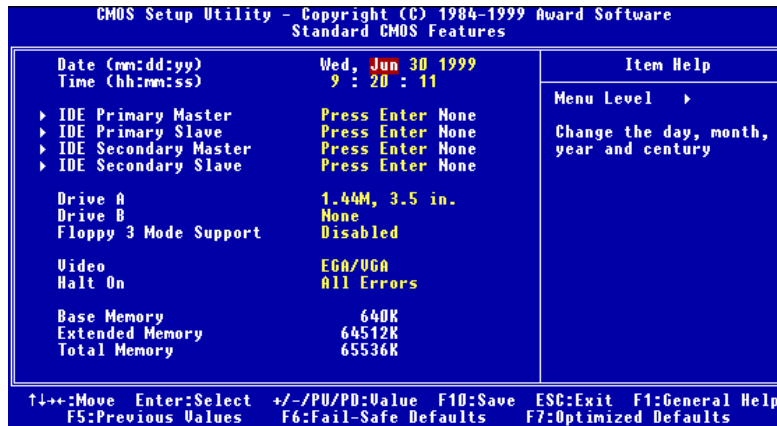 CMOS Setup Utility - Copyright (C) 1984-1999 Award Software
Standard CMOS Features
Date (mm:dd:yy) Wed, Jun 30 1999
Time (hh:mm:ss) 9 : 20 : 11
IDE Primary Master Press Enter None
IDE Primary Slave Press Enter None
IDE Secondary Master Press Enter None
IDE Secondary Slave Press Enter None
Drive A 1.44M, 3.5 in.
Drive B None
Floppy 3 Mode Support Disabled
Video EGA/VGA
Halt On All Errors
Base Memory 640K
Extended Memory 64512K
Total Memory 65536K
Item Help
Menu Level ▸
Change the day, month,
year and century
↑↓→←:Move Enter:Select +/-/PU/PD:Value F10:Save ESC:Exit F1:General Help
F5:Previous Values F6:Fail-Safe Defaults F7:Optimized Defaults